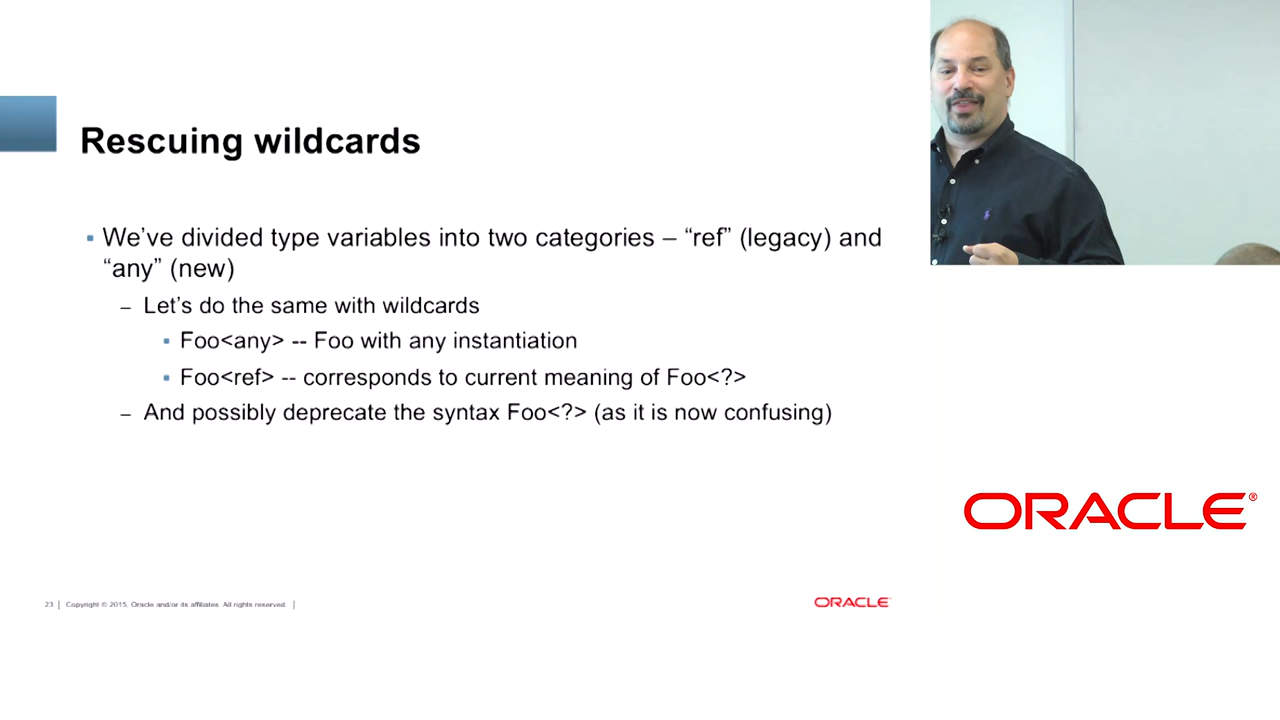 Rescuing wildcards
We’ve divided type variables into two categories – “ref” (legacy) and
“any” (new)
– Let’s do the same with wildcards
Foo<any> -- Foo with any instantiation
Foo<ref> -- corresponds to current meaning of Foo<?>
– And possibly deprecate the syntax Foo<?> (as it is now confusing)
ORACLE®
23 | Copyright © 2015, Oracle and/or its affiliates. All rights reserved. |
ORACLE